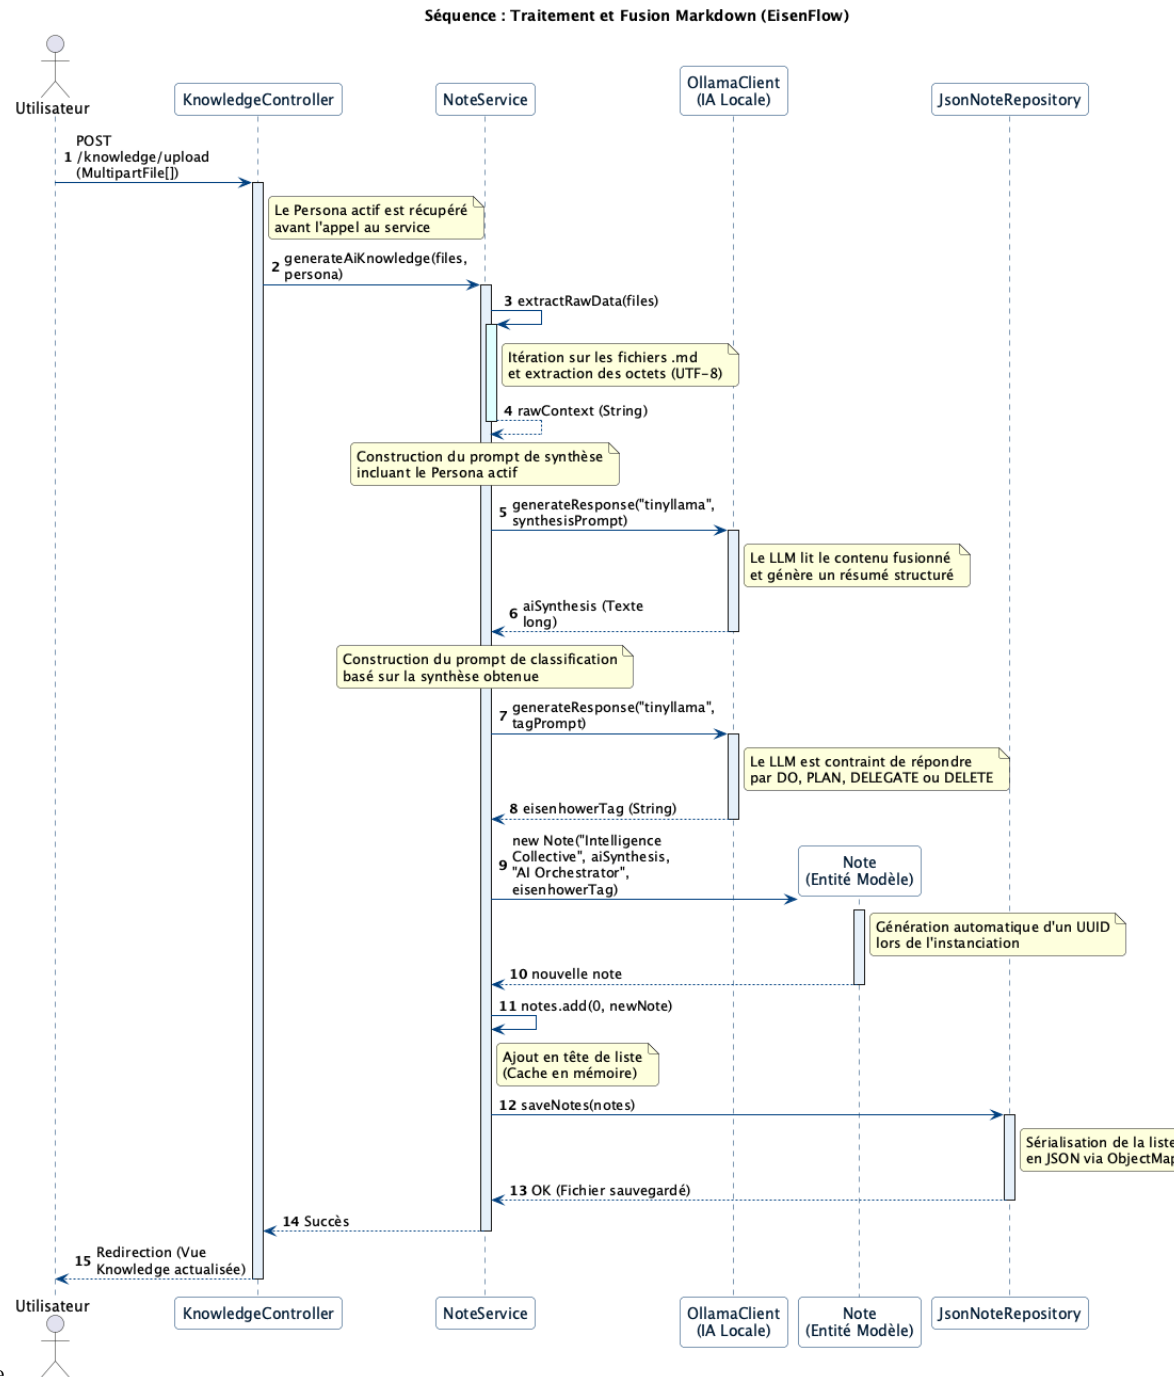 Séquence : Traitement et Fusion Markdown (EisenFlow)
Utilisateur
KnowledgeController
NoteService
OllamaClient
(IA Locale)
JsonNoteRepository
POST
1 /knowledge/upload
(MultipartFile[])
Le Persona actif est récupéré
avant l'appel au service
2 generateAiKnowledge(files,
persona)
3 extractRawData(files)
Itération sur les fichiers .md
et extraction des octets (UTF-8)
4 rawContext (String)
Construction du prompt de synthèse
incluant le Persona actif
5 generateResponse("tinyllama",
synthesisPrompt)
Le LLM lit le contenu fusionné
et génère un résumé structuré
6 aiSynthesis (Texte
long)
Construction du prompt de classification
basé sur la synthèse obtenue
7 generateResponse("tinyllama",
tagPrompt)
Le LLM est contraint de répondre
par DO, PLAN, DELEGATE ou DELETE
8 eisenhowerTag (String)
new Note("Intelligence
Collective", aiSynthesis,
9 "AI Orchestrator",
eisenhowerTag)
Note
(Entité Modèle)
Génération automatique d'un UUID
lors de l'instanciation
10 nouvelle note
11 notes.add(0, newNote)
Ajout en tête de liste
(Cache en mémoire)
12 saveNotes(notes)
Sérialisation de la liste
en JSON via ObjectMap
13 OK (Fichier sauvegardé)
14 Succès
15 Redirection (Vue
Knowledge actualisée)
Utilisateur
KnowledgeController
NoteService
OllamaClient
(IA Locale)
Note
(Entité Modèle)
JsonNoteRepository